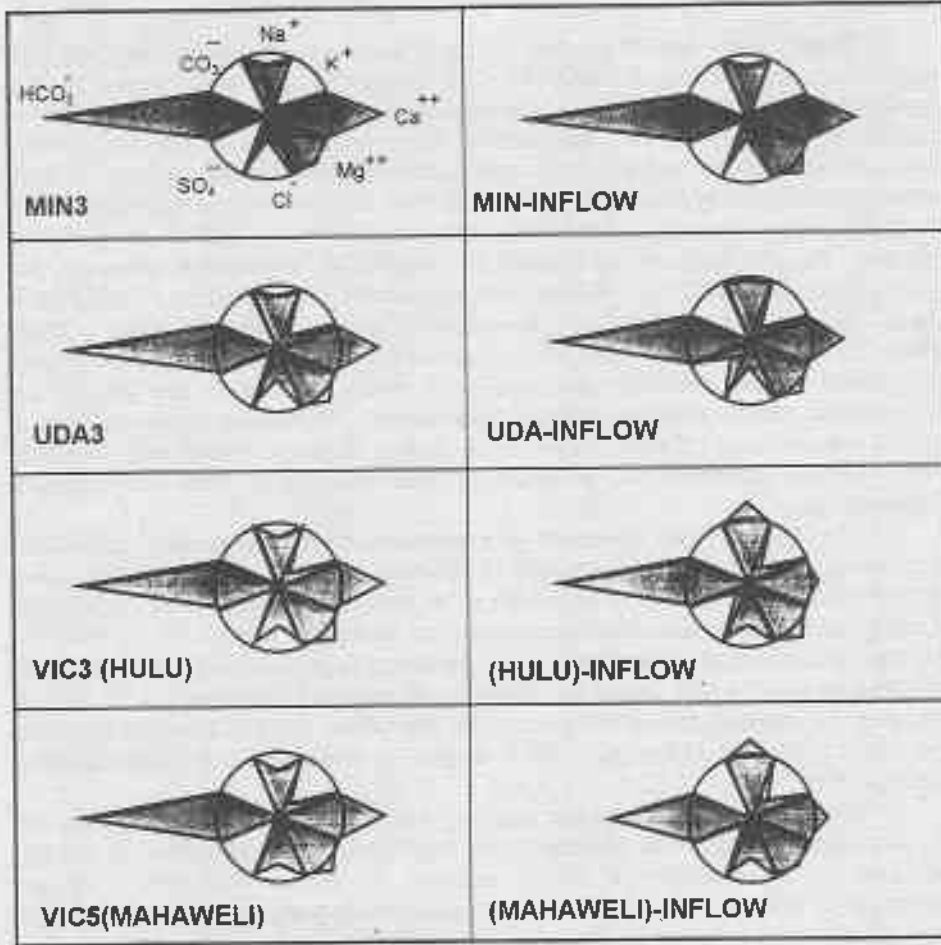 Na⁺
CO₃⁻⁻
K⁺
HCO₃⁻
Ca⁺⁺
Mg⁺⁺
SO₄⁻⁻
Cl⁻
MIN3
MIN-INFLOW
UDA3
UDA-INFLOW
VIC3 (HULU)
(HULU)-INFLOW
VIC5(MAHAWELI)
(MAHAWELI)-INFLOW